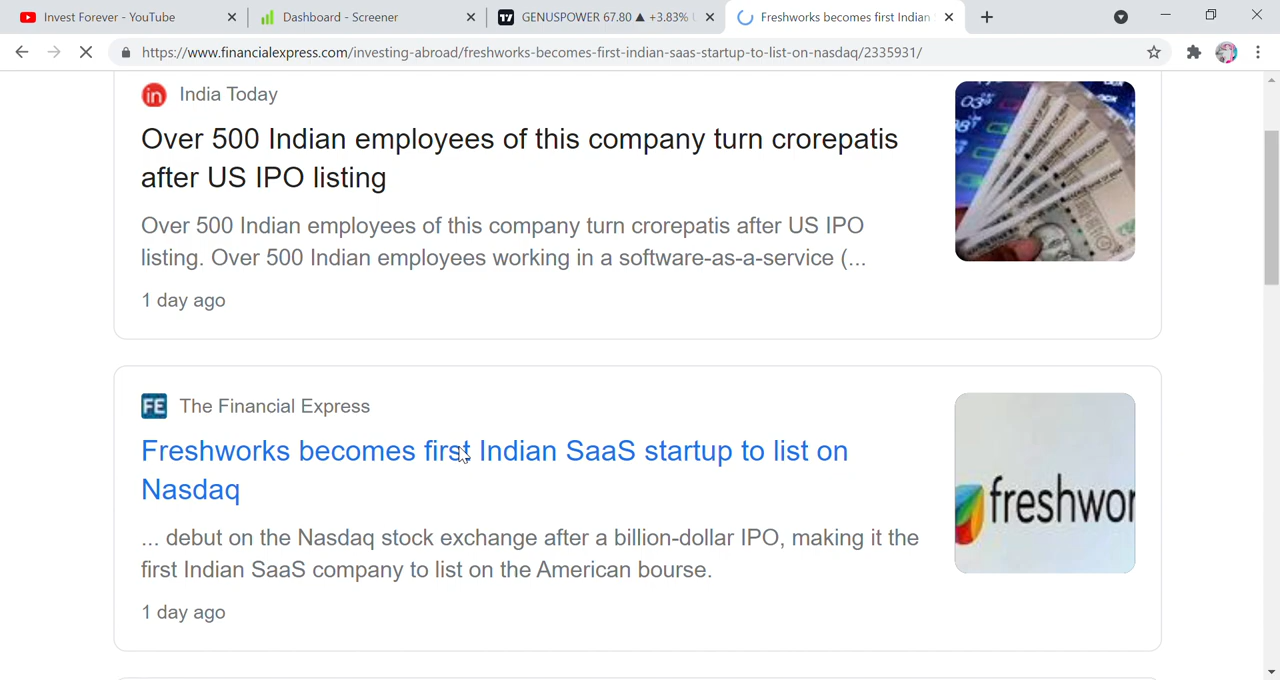 Invest Forever - YouTube
Dashboard - Screener
GENUSPOWER 67.80 ▲ +3.83%
Freshworks becomes first Indian
https://www.financialexpress.com/investing-abroad/freshworks-becomes-first-indian-saas-startup-to-list-on-nasdaq/2335931/
in India Today
Over 500 Indian employees of this company turn crorepatis
after US IPO listing
Over 500 Indian employees of this company turn crorepatis after US IPO
listing. Over 500 Indian employees working in a software-as-a-service (...
1 day ago
FE The Financial Express
Freshworks becomes first Indian SaaS startup to list on
Nasdaq
... debut on the Nasdaq stock exchange after a billion-dollar IPO, making it the
first Indian SaaS company to list on the American bourse.
1 day ago
freshwor